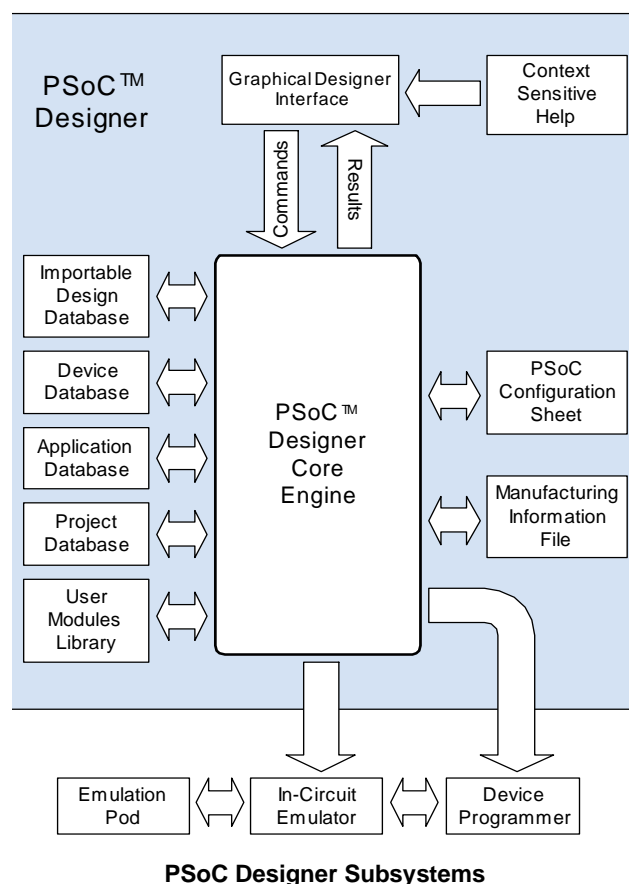 PSoC™
Designer
Graphical Designer
Interface
Context
Sensitive
Help
Commands
Results
Importable
Design
Database
Device
Database
Application
Database
Project
Database
User
Modules
Library
PSoC™
Designer
Core
Engine
PSoC
Configuration
Sheet
Manufacturing
Information
File
Emulation
Pod
In-Circuit
Emulator
Device
Programmer
PSoC Designer Subsystems